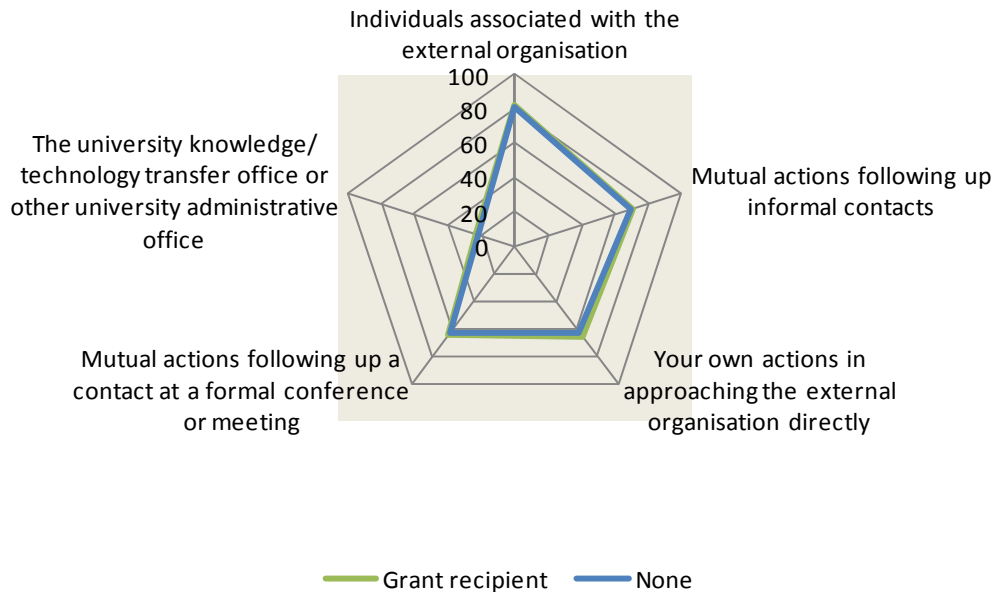 Individuals associated with the
external organisation
100
80
60
40
20
0
Mutual actions following up
informal contacts
Your own actions in
approaching the external
organisation directly
Mutual actions following up a
contact at a formal conference
or meeting
The university knowledge/
technology transfer office or
other university administrative
office
Grant recipient
None